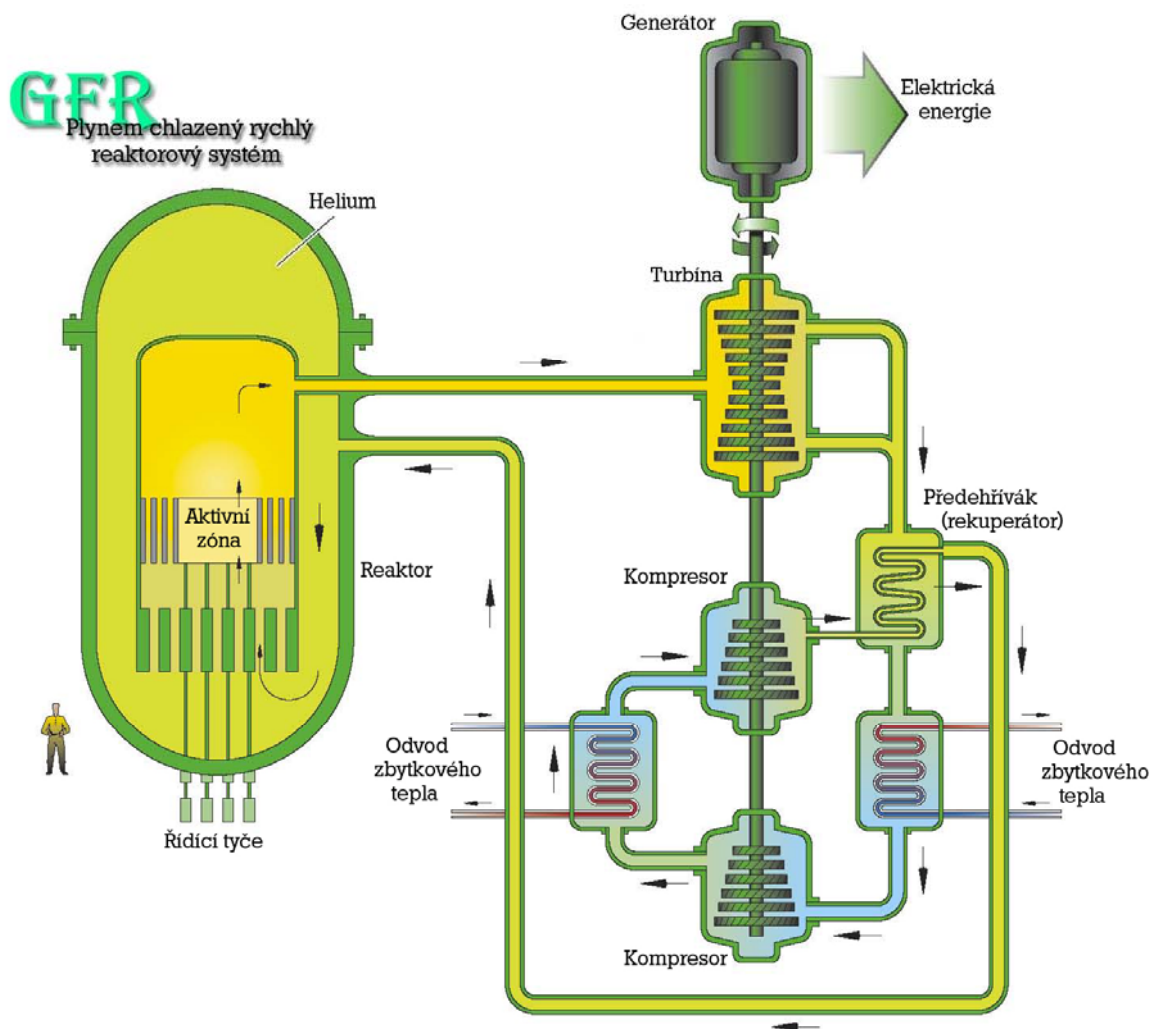 GFR
Plynem chlazený rychlý
reaktorový systém
Generátor
Elektrická
energie
Helium
Turbína
Předehřívák
(rekuperátor)
Aktivní
zóna
Reaktor
Kompresor
Odvod
zbytkového
tepla
Odvod
zbytkového
tepla
Řídící tyče
Kompresor